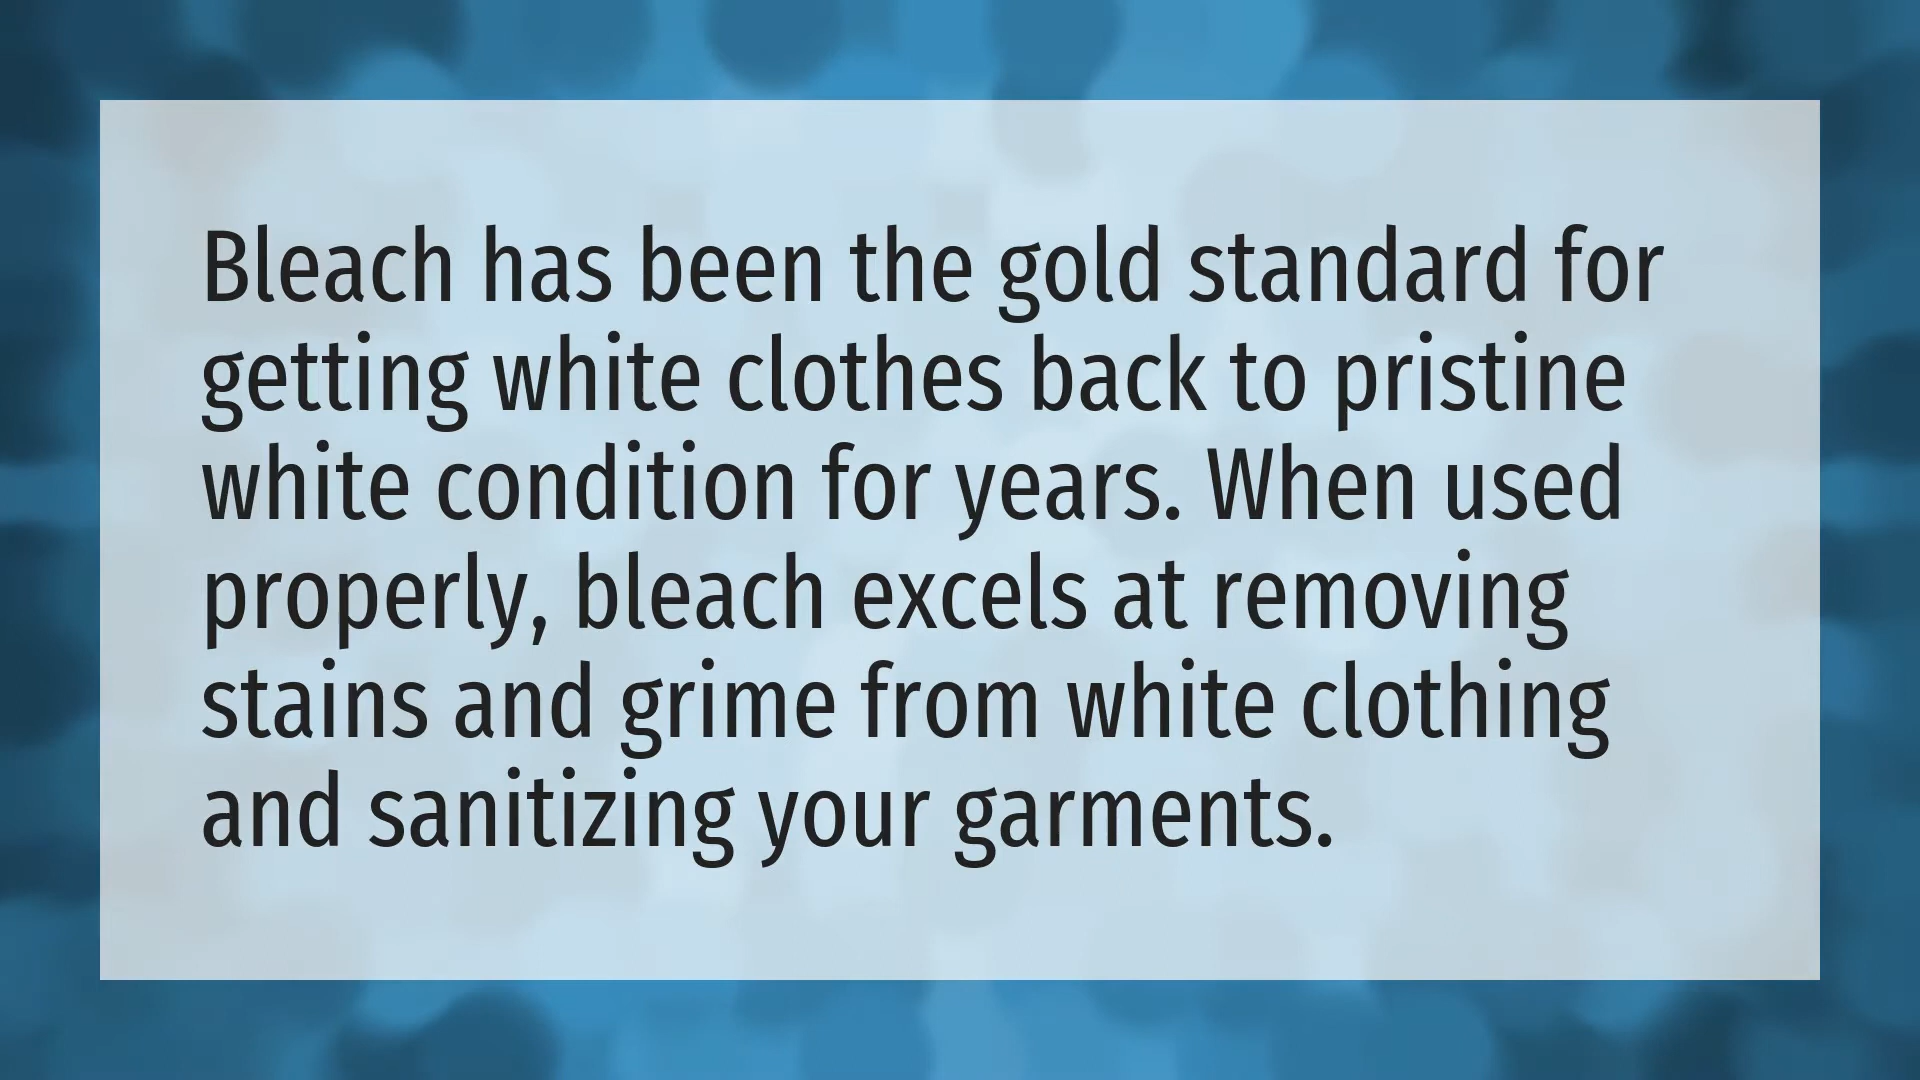 Bleach has been the gold standard for
getting white clothes back to pristine
white condition for years. When used
properly, bleach excels at removing
stains and grime from white clothing
and sanitizing your garments.